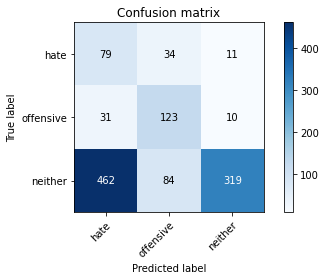 Confusion matrix
hate 79 34 11
offensive 31 123 10
neither 462 84 319
hate offensive neither
True label
Predicted label
400
300
200
100